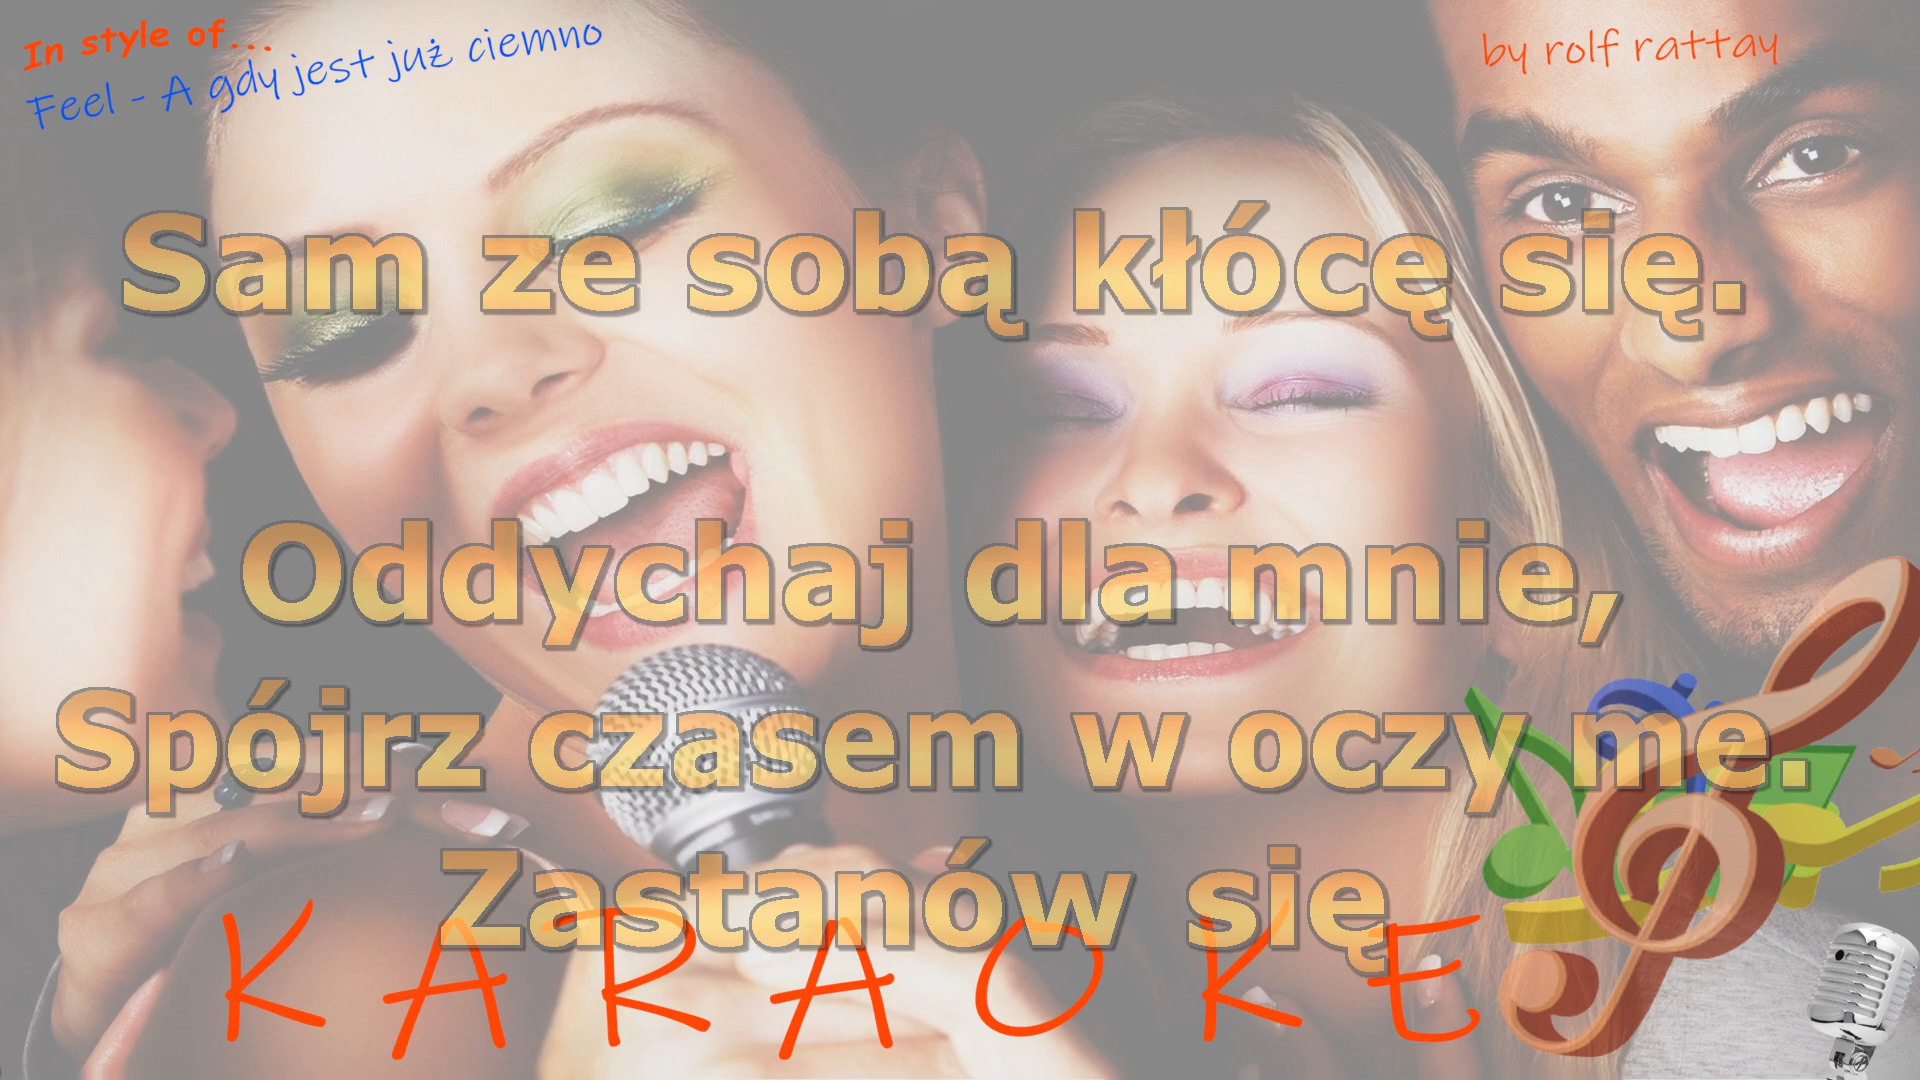 In style of...
Feel - A gdy jest już ciemno
by rolf rattay
Sam ze sobą kłócę się.
Oddychaj dla mnie,
Spójrz czasem w oczy me.
Zastanów się
KARAOKE